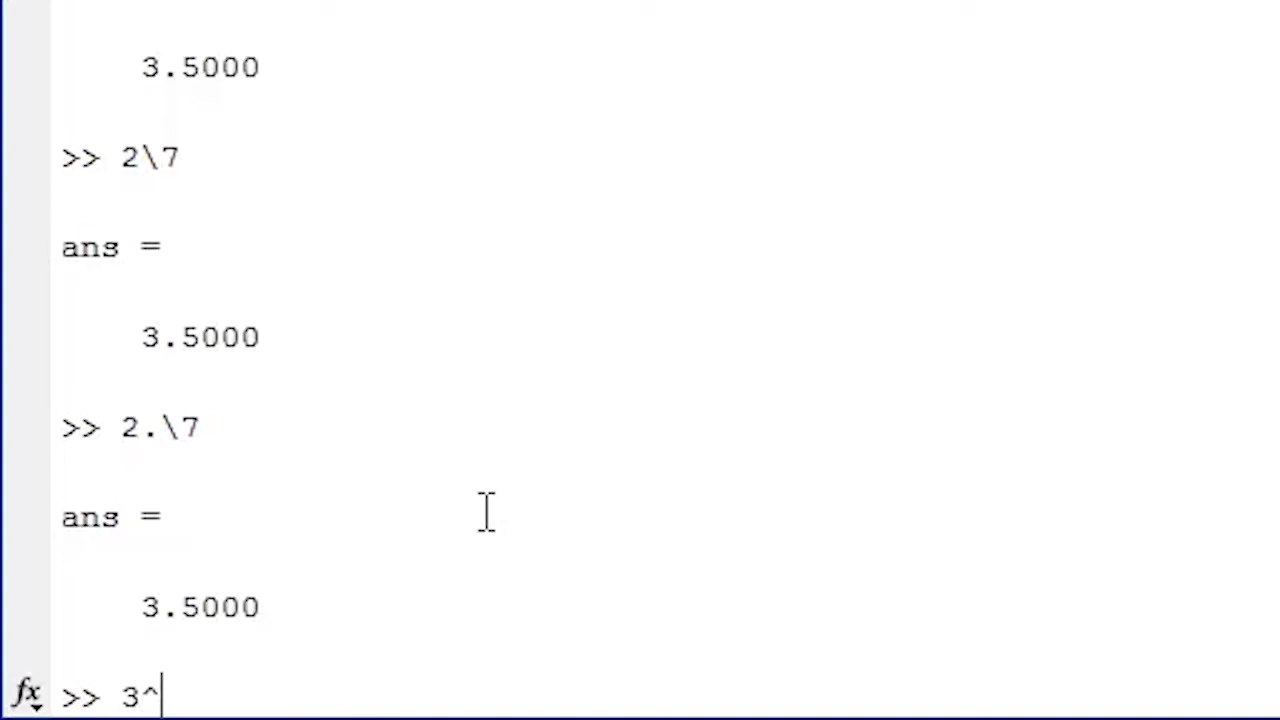 3.5000
>> 2\7
ans =
3.5000
>> 2.\7
ans =
3.5000
fx >> 3^